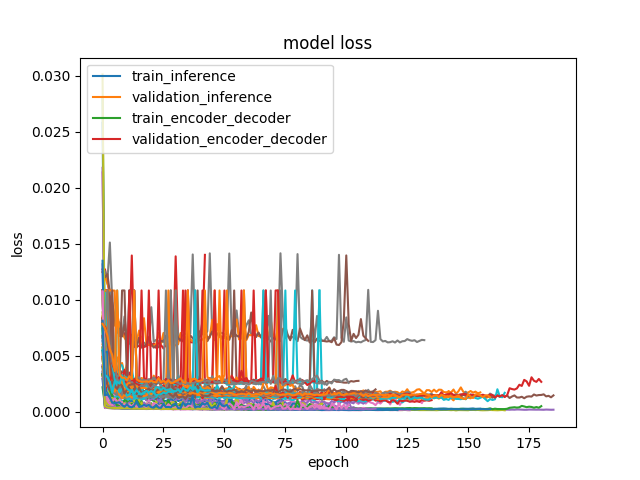 model loss
train_inference
validation_inference
train_encoder_decoder
validation_encoder_decoder
0.030
0.025
0.020
0.015
0.010
0.005
0.000
loss
0 25 50 75 100 125 150 175
epoch